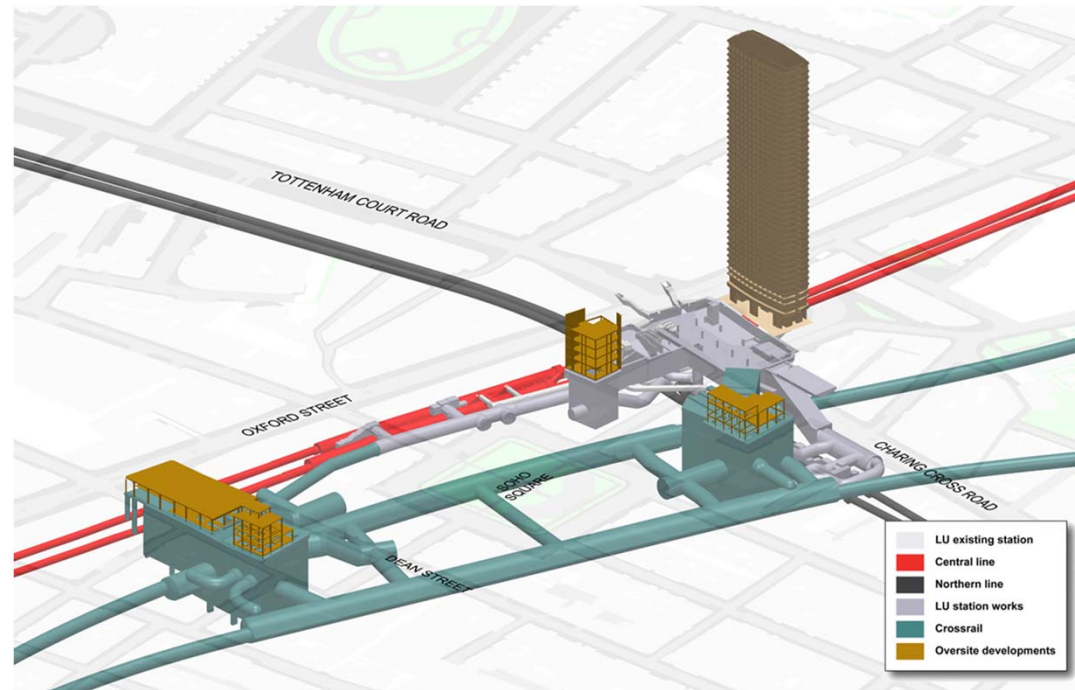 TOTTENHAM COURT ROAD
OXFORD STREET
SOHO
SQUARE
CHARING CROSS ROAD
DEAN STREET
LU existing station
Central line
Northern line
LU station works
Crossrail
Oversite developments